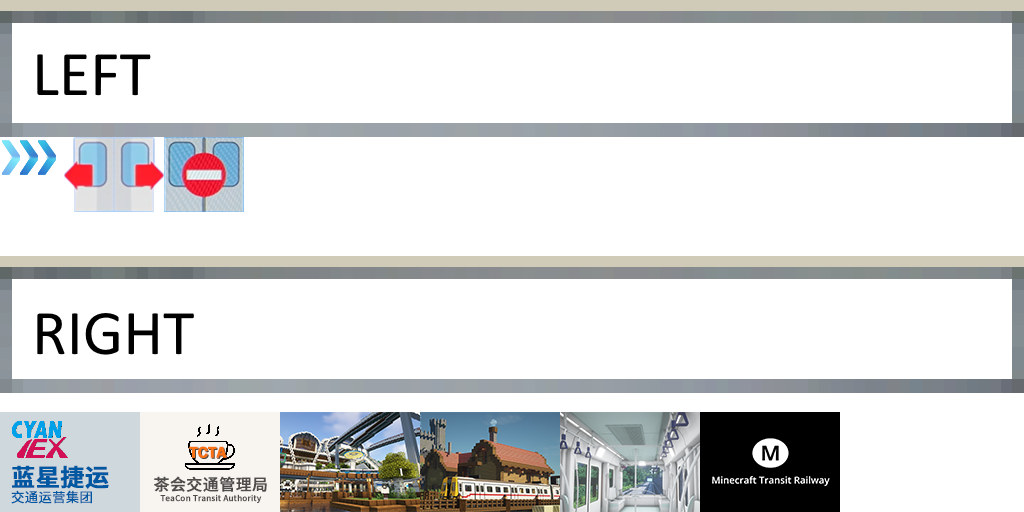 LEFT
RIGHT
CYAN
EX
蓝星捷运
交通运营集团
TCTA
茶会交通管理局
TeaCon Transit Authority
M
Minecraft Transit Railway